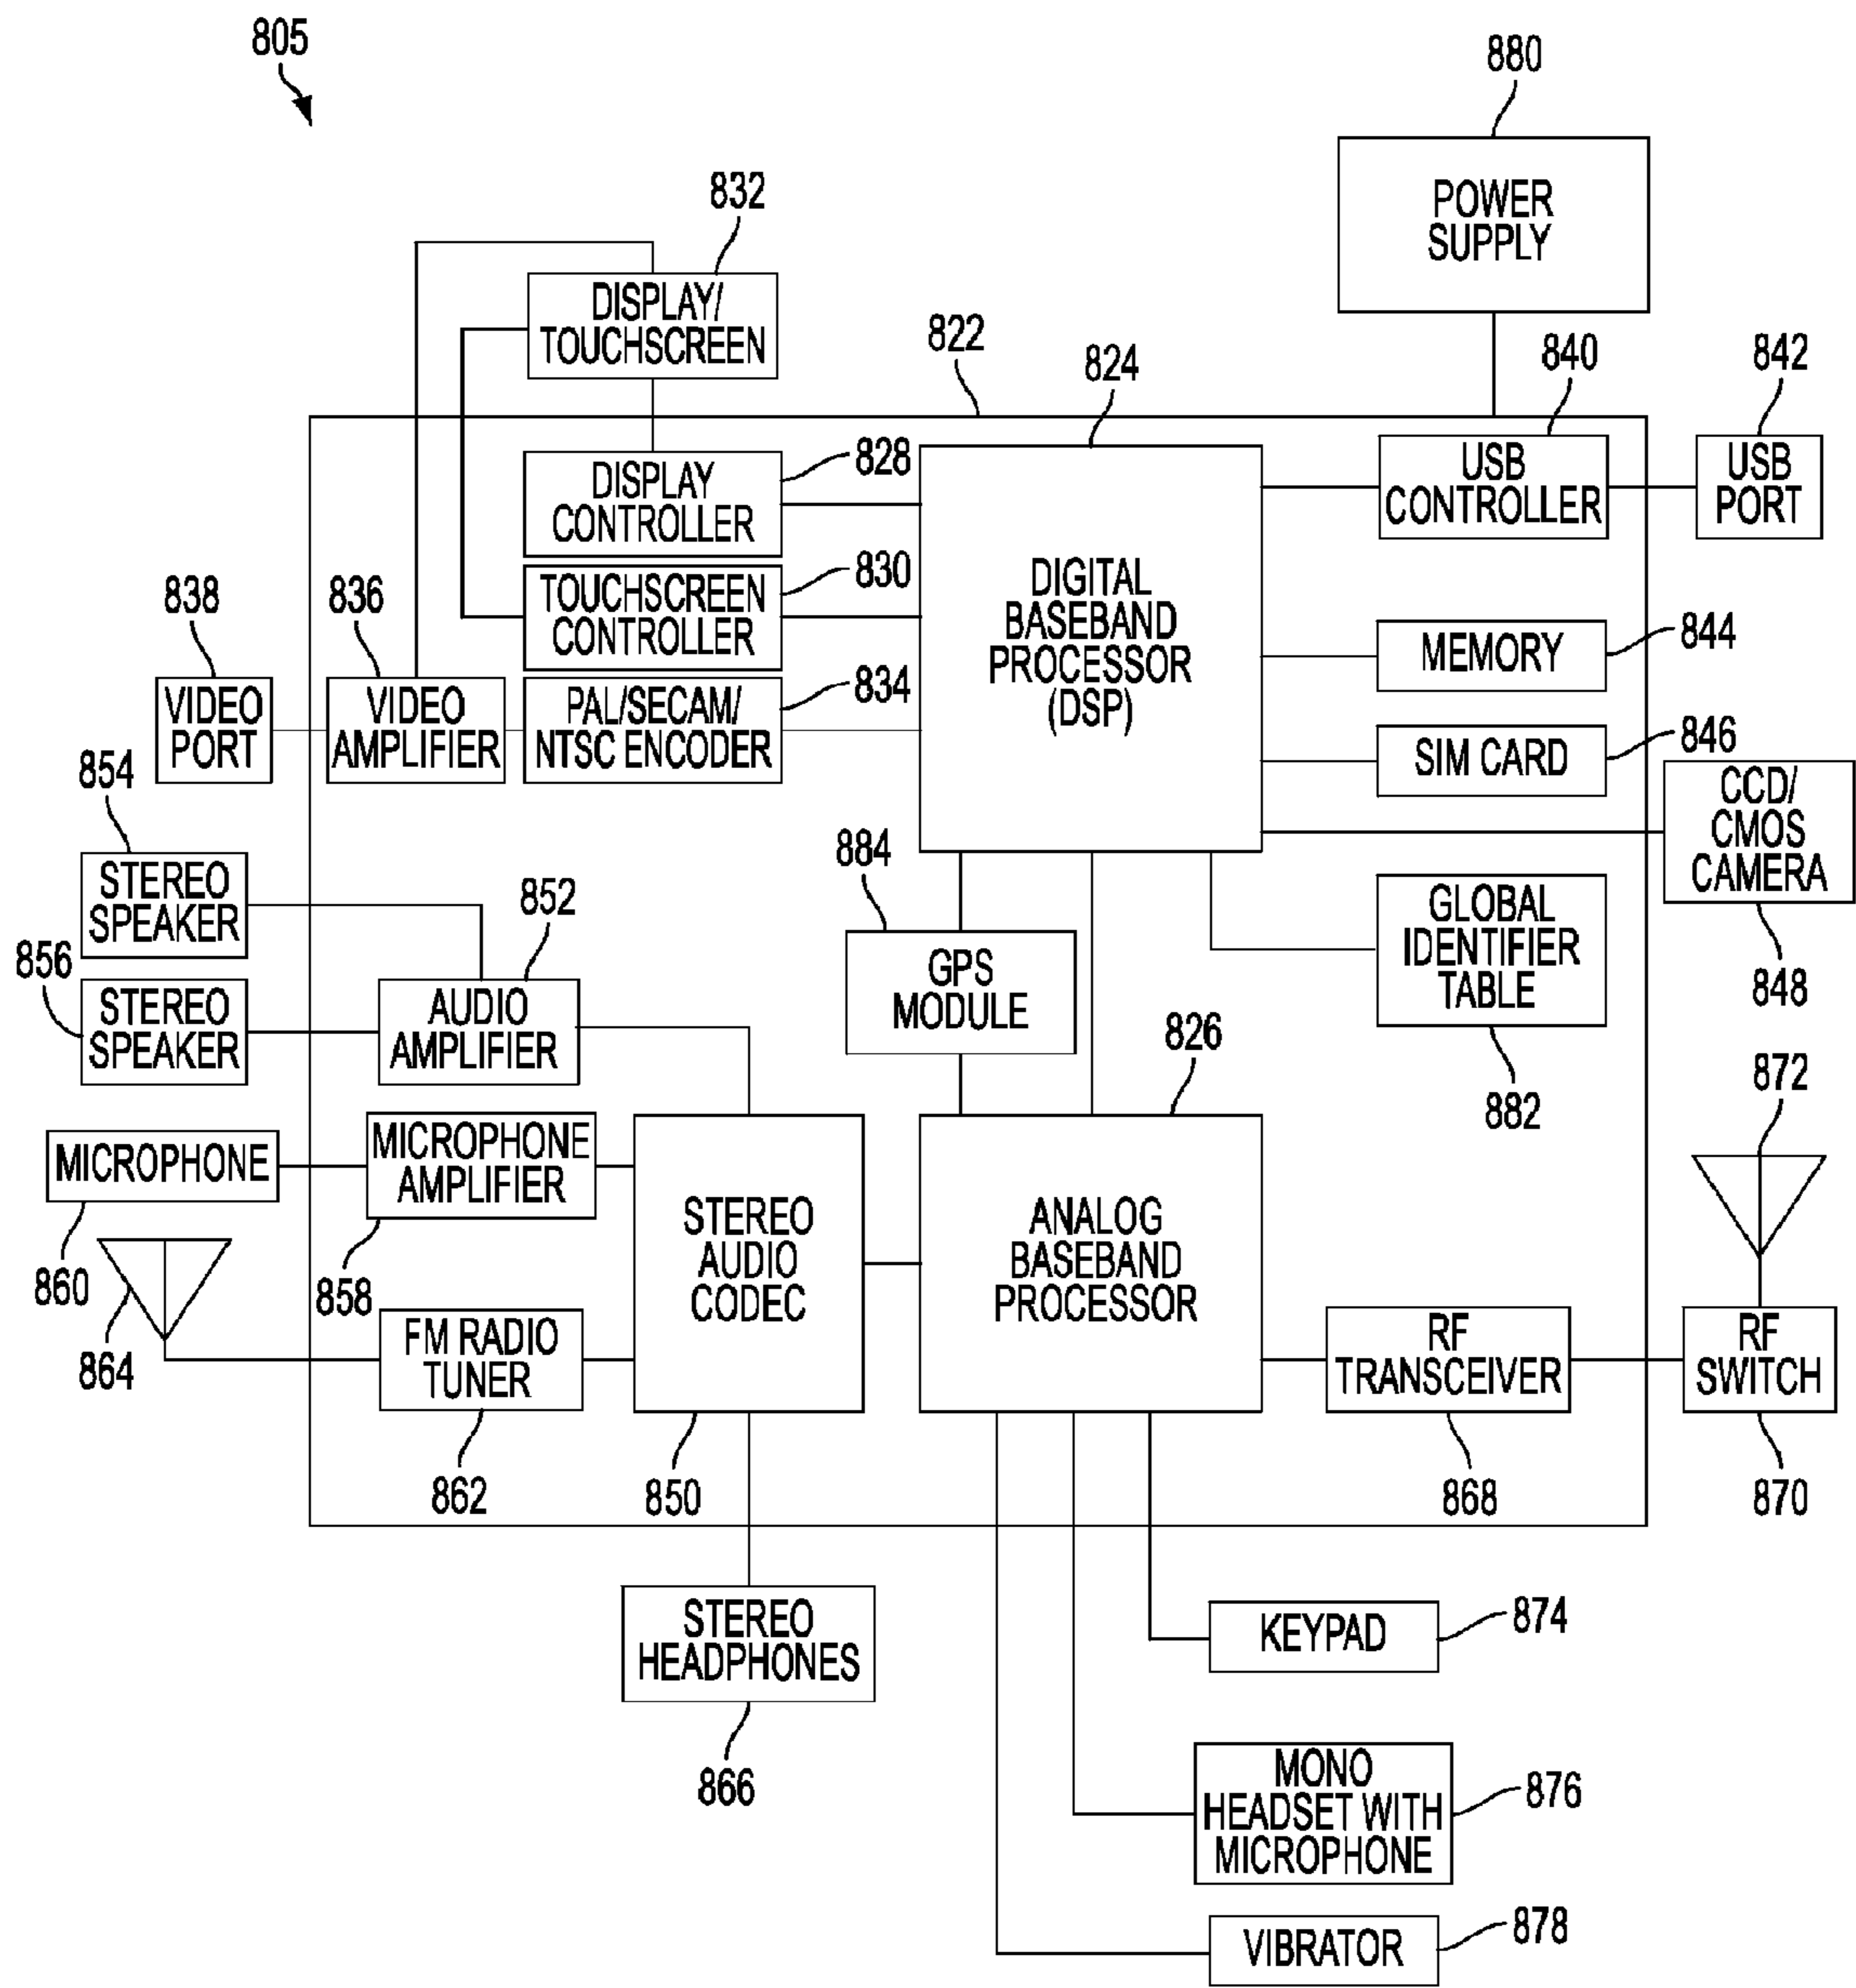 805
880
POWER
SUPPLY
832
DISPLAY/
TOUCHSCREEN
822
824
840
842
828
DISPLAY
CONTROLLER
USB
CONTROLLER
USB
PORT
830
TOUCHSCREEN
CONTROLLER
DIGITAL
BASEBAND
PROCESSOR
(DSP)
838
836
844
MEMORY
834
VIDEO
PORT
VIDEO
AMPLIFIER
PAL/SECAM/
NTSC ENCODER
846
SIM CARD
854
CCD/
CMOS
CAMERA
848
884
STEREO
SPEAKER
852
GLOBAL
IDENTIFIER
TABLE
882
856
STEREO
SPEAKER
AUDIO
AMPLIFIER
GPS
MODULE
826
872
MICROPHONE
860
MICROPHONE
AMPLIFIER
858
STEREO
AUDIO
CODEC
ANALOG
BASEBAND
PROCESSOR
864
FM RADIO
TUNER
RF
TRANSCEIVER
RF
SWITCH
862
850
868
870
STEREO
HEADPHONES
866
KEYPAD
874
MONO
HEADSET WITH
MICROPHONE
876
VIBRATOR
878